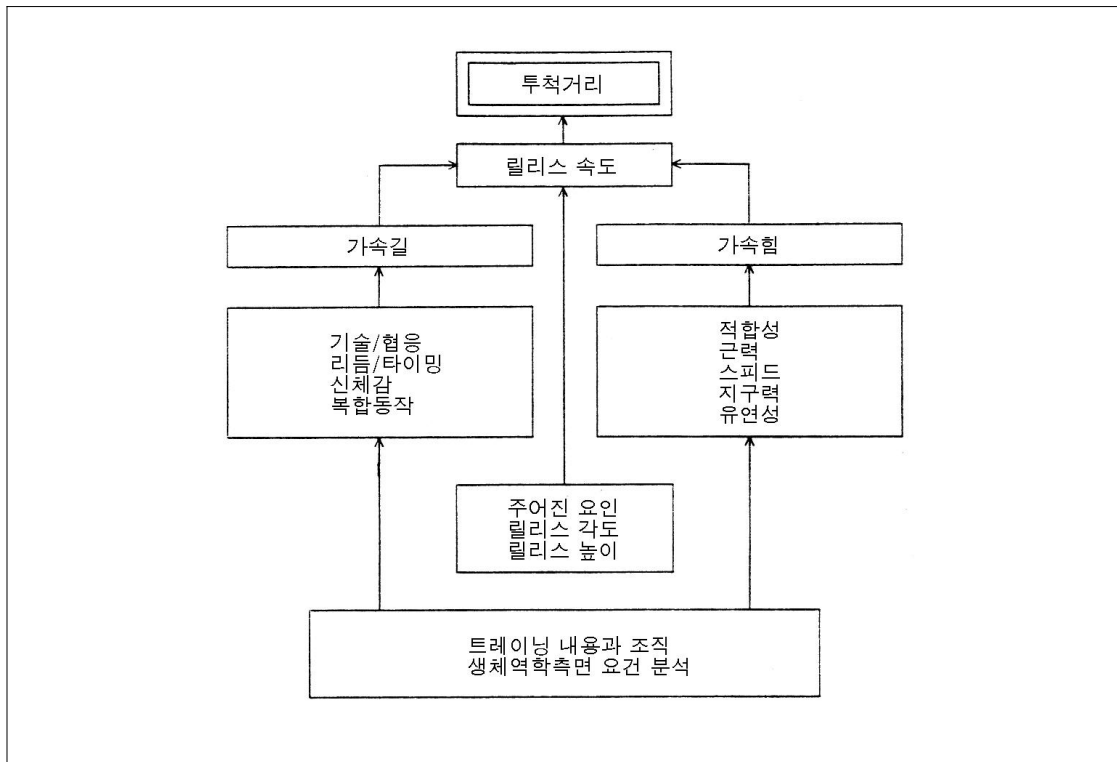 투척거리
릴리스 속도
가속길
가속힘
기술/협응
리듬/타이밍
신체감
복합동작
적합성
근력
스피드
지구력
유연성
주어진 요인
릴리스 각도
릴리스 높이
트레이닝 내용과 조직
생체역학측면 요건 분석